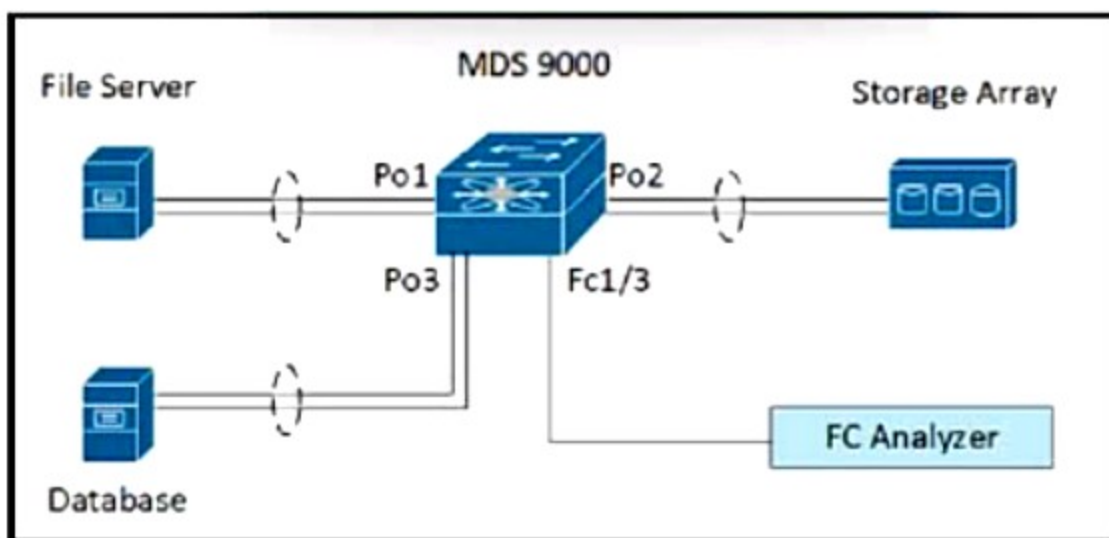 MDS 9000
File Server
Storage Array
Po1
Po2
Po3
Fc1/3
FC Analyzer
Database